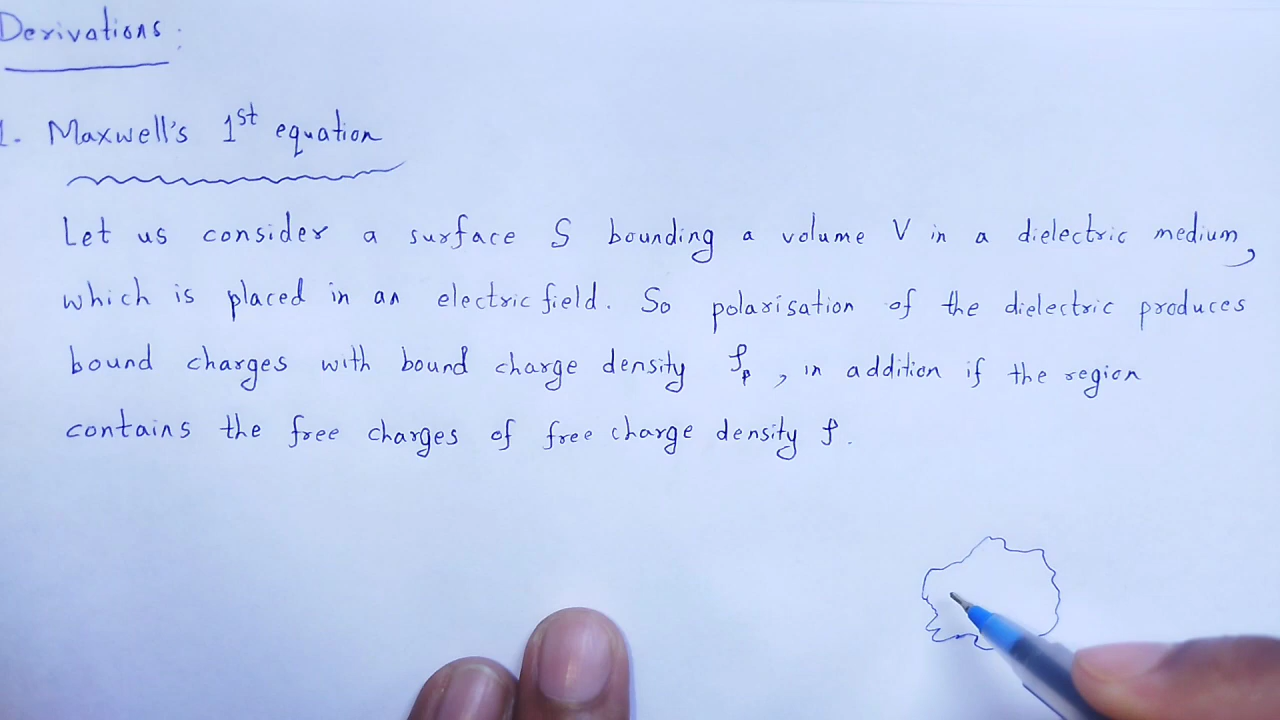 Derivations:
1. Maxwell's 1st equation
Let us consider a surface S bounding a volume V in a dielectric medium,
which is placed in an electric field. So polarisation of the dielectric produces
bound charges with bound charge density ρp, in addition if the region
contains the free charges of free charge density ρ.